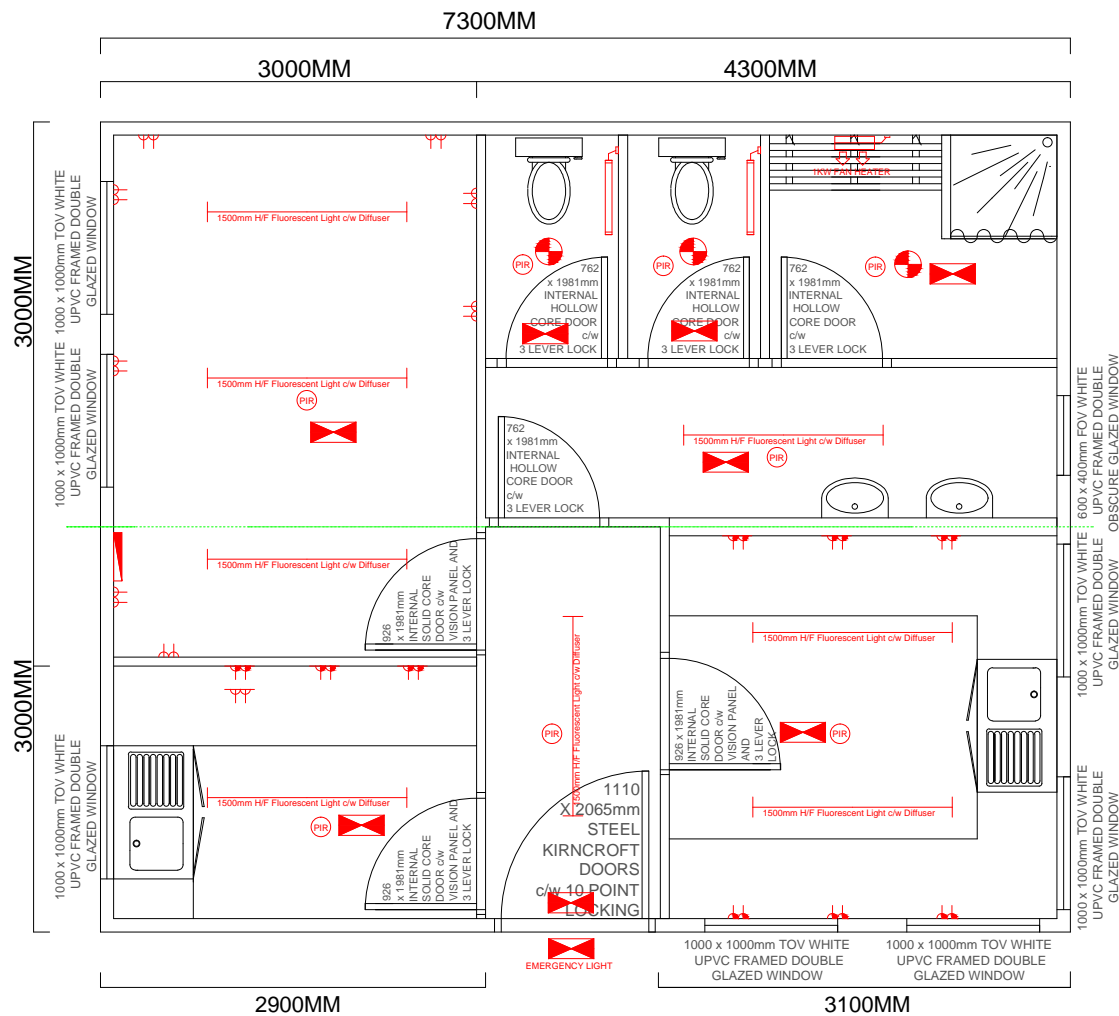 7300MM
3000MM
4300MM
3000MM
3000MM
1000 x 1000mm TOV WHITE
UPVC FRAMED DOUBLE
GLAZED WINDOW
1000 x 1000mm TOV WHITE
UPVC FRAMED DOUBLE
GLAZED WINDOW
1000 x 1000mm TOV WHITE
UPVC FRAMED DOUBLE
GLAZED WINDOW
1500mm H/F Fluorescent Light c/w Diffuser
1500mm H/F Fluorescent Light c/w Diffuser
PIR
1500mm H/F Fluorescent Light c/w Diffuser
926
x 1981mm
INTERNAL
SOLID CORE
DOOR c/w
VISION PANEL AND
3 LEVER LOCK
1500mm H/F Fluorescent Light c/w Diffuser
PIR
926
x 1981mm
INTERNAL
SOLID CORE
DOOR c/w
VISION PANEL AND
3 LEVER LOCK
PIR
762
x 1981mm
INTERNAL
HOLLOW
CORE DOOR
c/w
3 LEVER LOCK
PIR
762
x 1981mm
INTERNAL
HOLLOW
CORE DOOR
c/w
3 LEVER LOCK
1KW FAN HEATER
PIR
762
x 1981mm
INTERNAL
HOLLOW
CORE DOOR
c/w
3 LEVER LOCK
762
x 1981mm
INTERNAL
HOLLOW
CORE DOOR
c/w
3 LEVER LOCK
1500mm H/F Fluorescent Light c/w Diffuser
PIR
600 x 400mm FOV WHITE
UPVC FRAMED DOUBLE
OBSCURE GLAZED WINDOW
1500mm H/F Fluorescent Light c/w Diffuser
PIR
1110
X 2065mm
STEEL
KIRNCROFT
DOORS
c/w 10 POINT
LOCKING
EMERGENCY LIGHT
1500mm H/F Fluorescent Light c/w Diffuser
926 x 1981mm
INTERNAL
SOLID CORE
DOOR c/w
VISION PANEL
AND
3 LEVER
LOCK
PIR
1500mm H/F Fluorescent Light c/w Diffuser
1000 x 1000mm TOV WHITE
UPVC FRAMED DOUBLE
GLAZED WINDOW
1000 x 1000mm TOV WHITE
UPVC FRAMED DOUBLE
GLAZED WINDOW
1000 x 1000mm TOV WHITE
UPVC FRAMED DOUBLE
GLAZED WINDOW
1000 x 1000mm TOV WHITE
UPVC FRAMED DOUBLE
GLAZED WINDOW
2900MM
3100MM